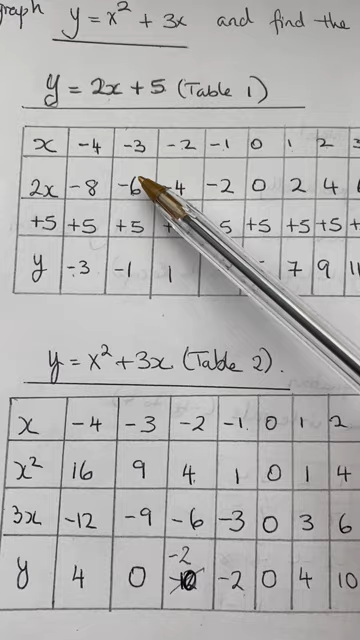 graph y = x² + 3x and find the
y = 2x + 5 (Table 1)
x -4 -3 -2 -1 0 1 2
2x -8 -6 -4 -2 0 2 4
+5 +5 +5 5 +5 +5 +5
y -3 -1 1 7 9 11
y = x² + 3x (Table 2).
x -4 -3 -2 -1 0 1 2
x² 16 9 4 1 0 1 4
3x -12 -9 -6 -3 0 3 6
-2
y 4 0 -2 0 4 10